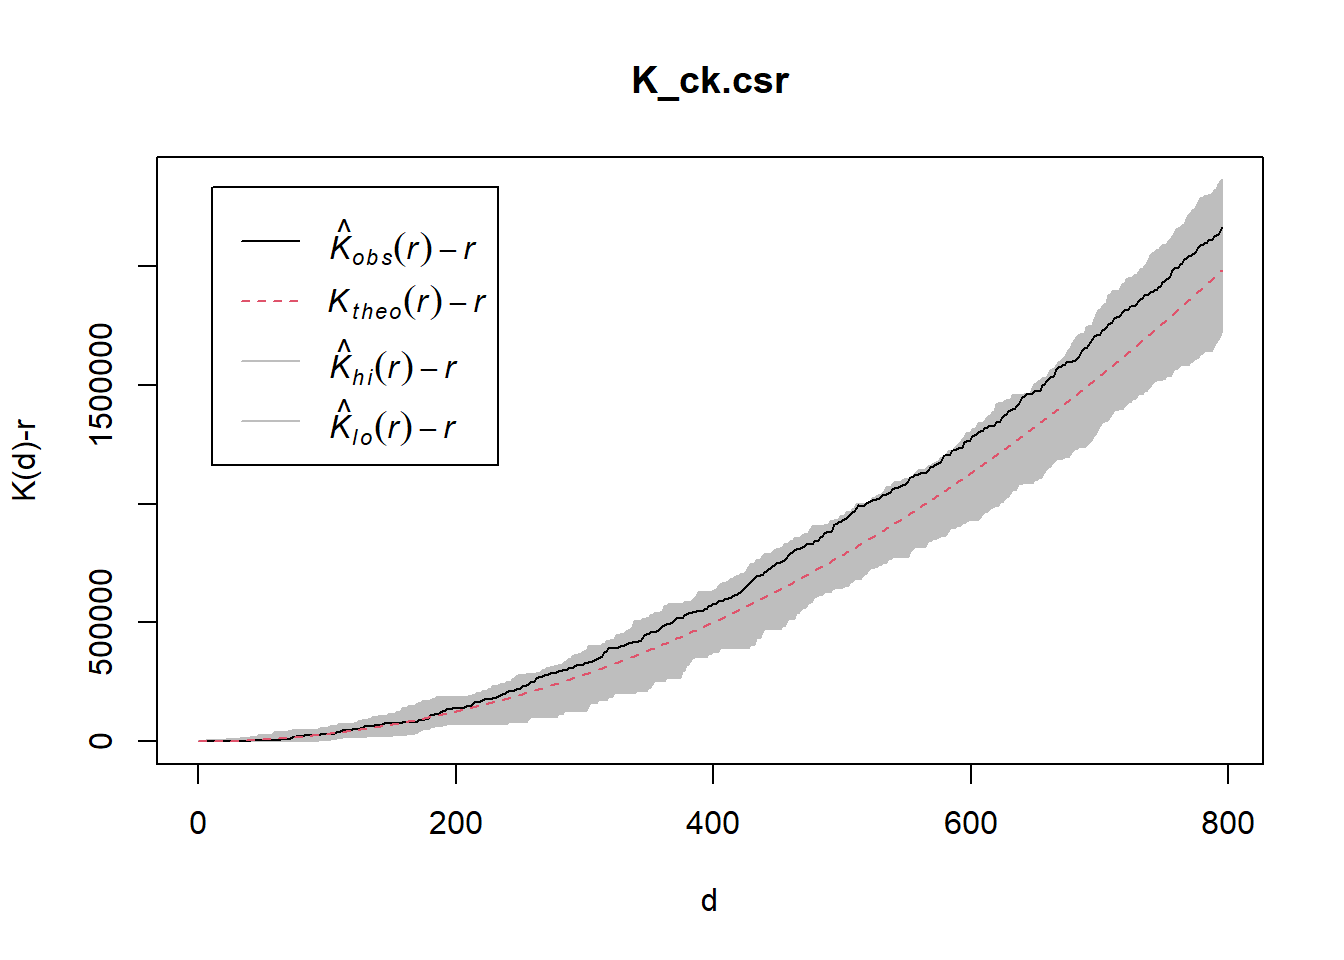 K_ck.csr
K̂obs(r) − r
Ktheo(r) − r
K̂hi(r) − r
K̂lo(r) − r
K(d)-r
1500000
500000
0
0 200 400 600 800
d